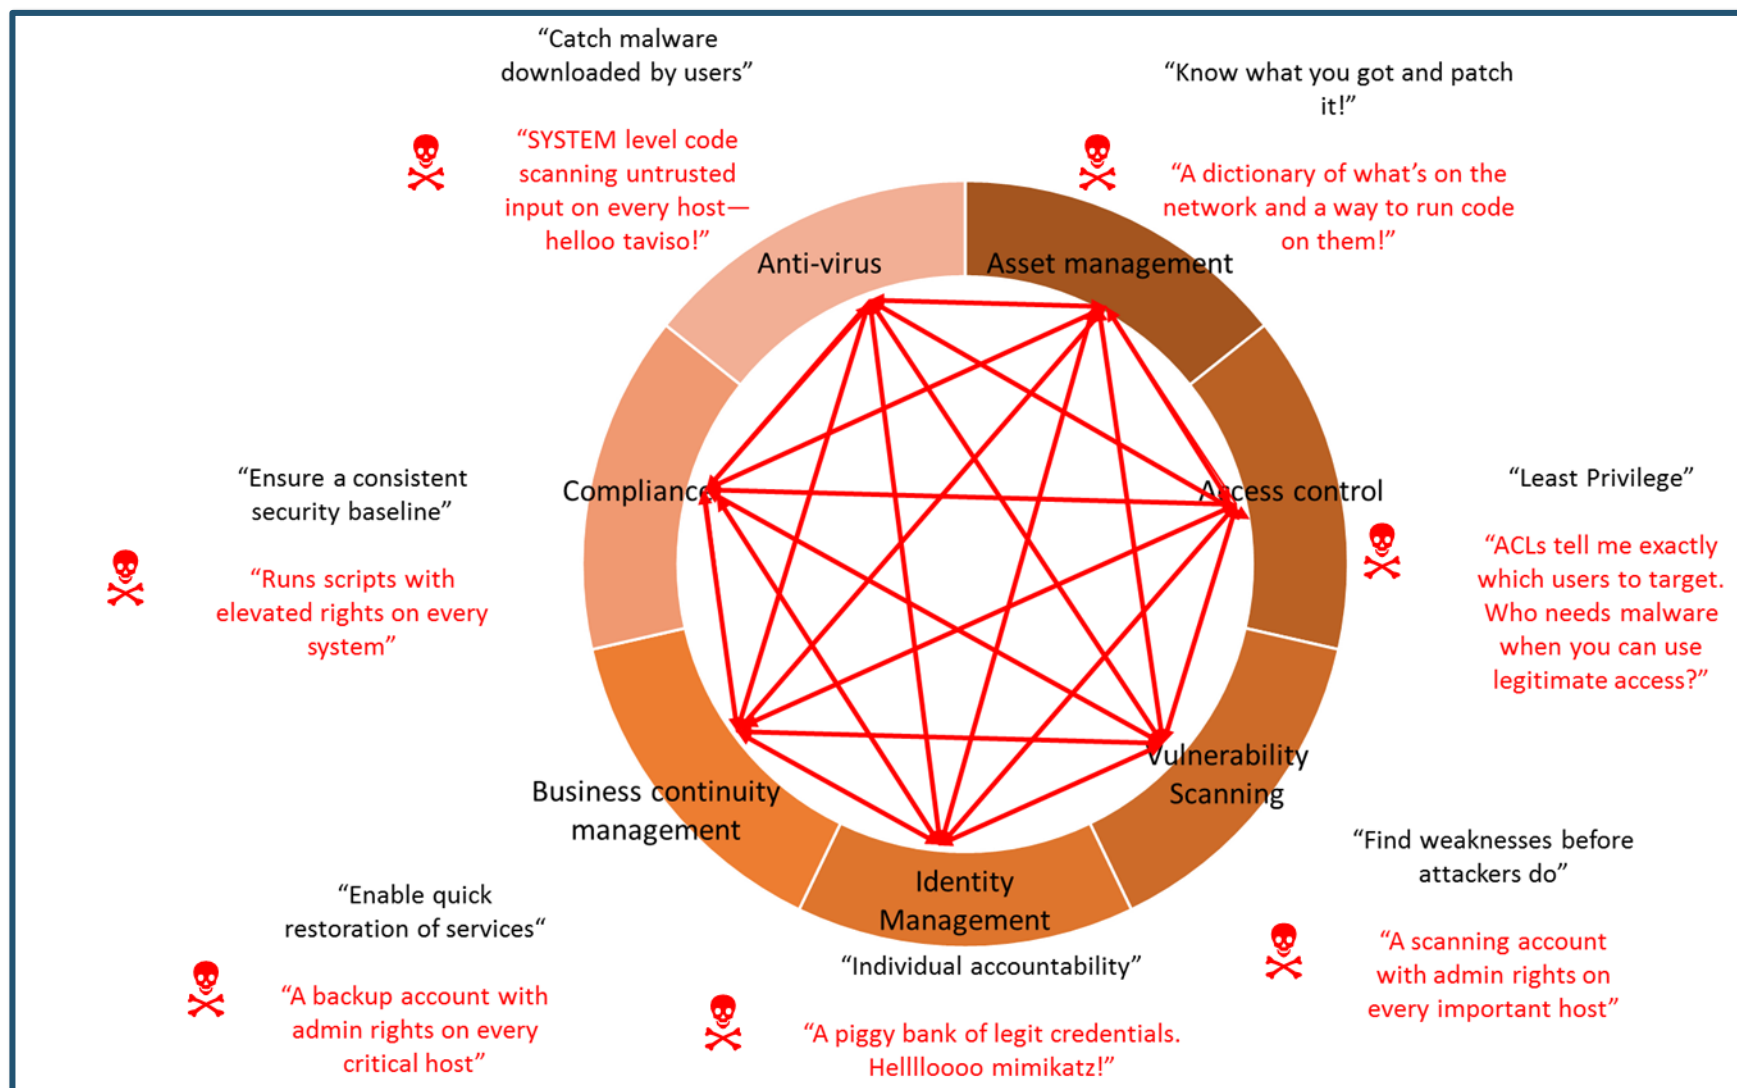 “Catch malware
downloaded by users”
“SYSTEM level code
scanning untrusted
input on every host—
helloo taviso!”
“Know what you got and patch
it!”
“A dictionary of what’s on the
network and a way to run code
on them!”
Anti-virus
Asset management
“Ensure a consistent
security baseline”
“Runs scripts with
elevated rights on every
system”
Compliance
Access control
“Least Privilege”
“ACLs tell me exactly
which users to target.
Who needs malware
when you can use
legitimate access?”
Business continuity
management
Vulnerability
Scanning
Identity
Management
“Enable quick
restoration of services“
“A backup account with
admin rights on every
critical host”
“Individual accountability”
“A piggy bank of legit credentials.
Helllloooo mimikatz!”
“Find weaknesses before
attackers do”
“A scanning account
with admin rights on
every important host”